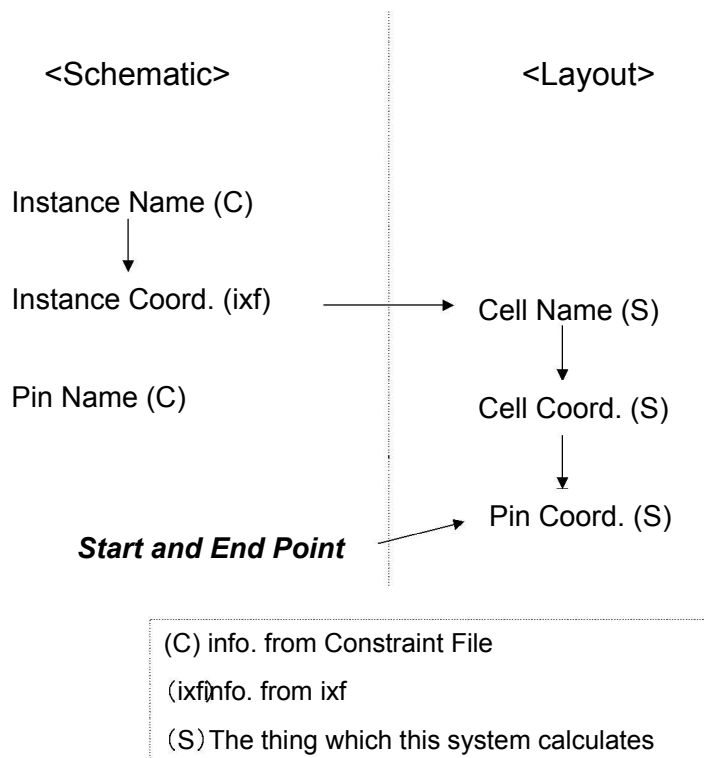 <Schematic>
<Layout>
Instance Name (C)
Instance Coord. (ixf)
Cell Name (S)
Pin Name (C)
Cell Coord. (S)
Pin Coord. (S)
Start and End Point
(C) info. from Constraint File
(ixf)info. from ixf
(S)The thing which this system calculates